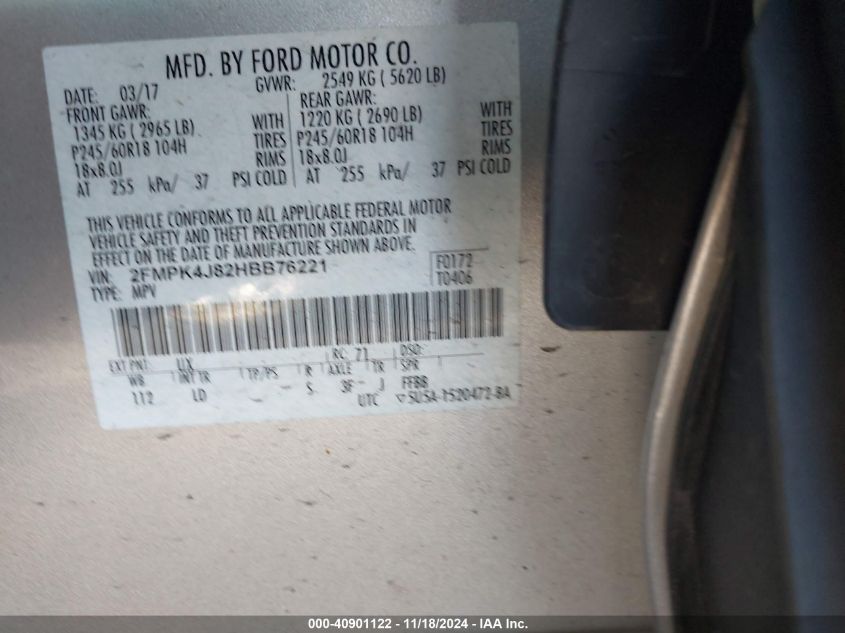 MFD. BY FORD MOTOR CO.
DATE: 03/17 GVWR: 2549 KG ( 5620 LB)
FRONT GAWR: REAR GAWR:
1345 KG ( 2965 LB) WITH 1220 KG ( 2690 LB) WITH
P245/60R18 104H TIRES P245/60R18 104H TIRES
18x8.0J RIMS 18x8.0J RIMS
AT 255 kPa/ 37 PSI COLD AT 255 kPa/ 37 PSI COLD
THIS VEHICLE CONFORMS TO ALL APPLICABLE FEDERAL MOTOR
VEHICLE SAFETY AND THEFT PREVENTION STANDARDS IN
EFFECT ON THE DATE OF MANUFACTURE SHOWN ABOVE.
VIN: 2FMPK4J82HBB76221 F0172
TYPE: MPV T0406
EXT PNT: UX RC: 71 DSO:
WB INT TR TP/PS R AXLE TR SPR
112 LD S 3F J FFBB
UTC 5U5A-1520472-BA
000-40901122 - 11/18/2024 - IAA Inc.